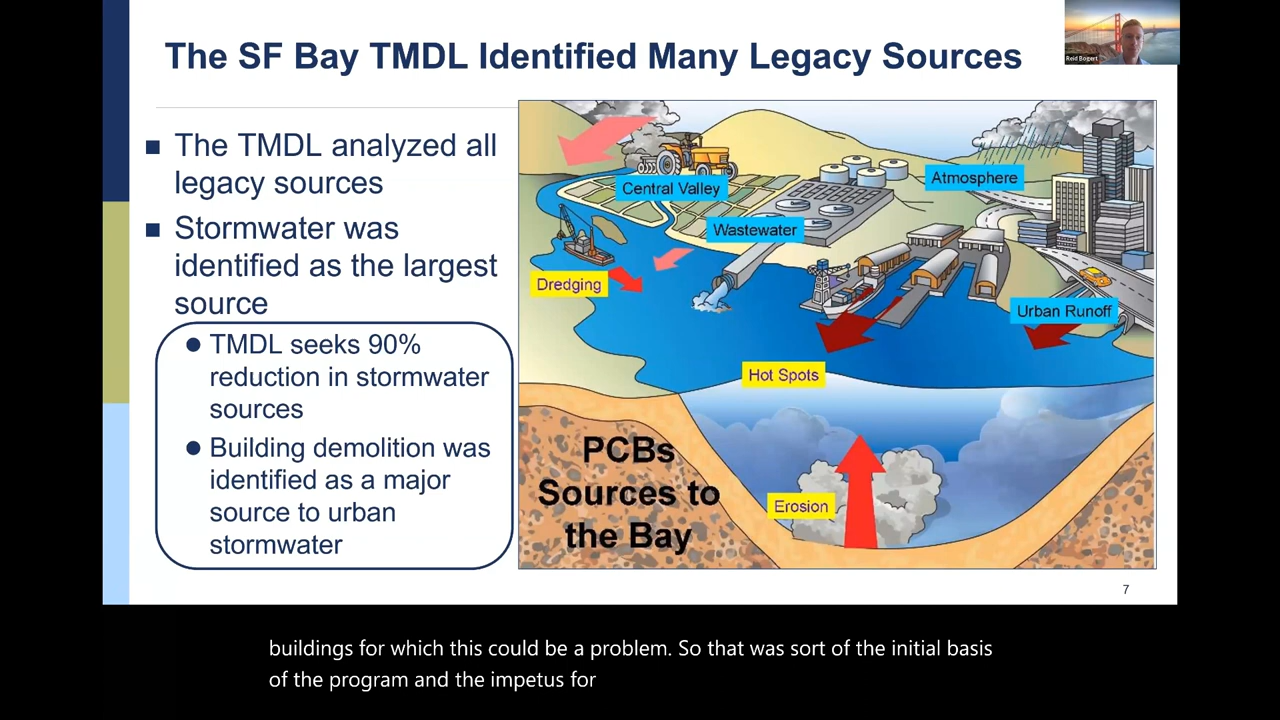 The SF Bay TMDL Identified Many Legacy Sources
Reid Bogert
The TMDL analyzed all
legacy sources
Stormwater was
identified as the largest
source
TMDL seeks 90%
reduction in stormwater
sources
Building demolition was
identified as a major
source to urban
stormwater
Central Valley
Atmosphere
Wastewater
Dredging
Urban Runoff
Hot Spots
PCBs
Sources to
the Bay
Erosion
7
buildings for which this could be a problem. So that was sort of the initial basis
of the program and the impetus for